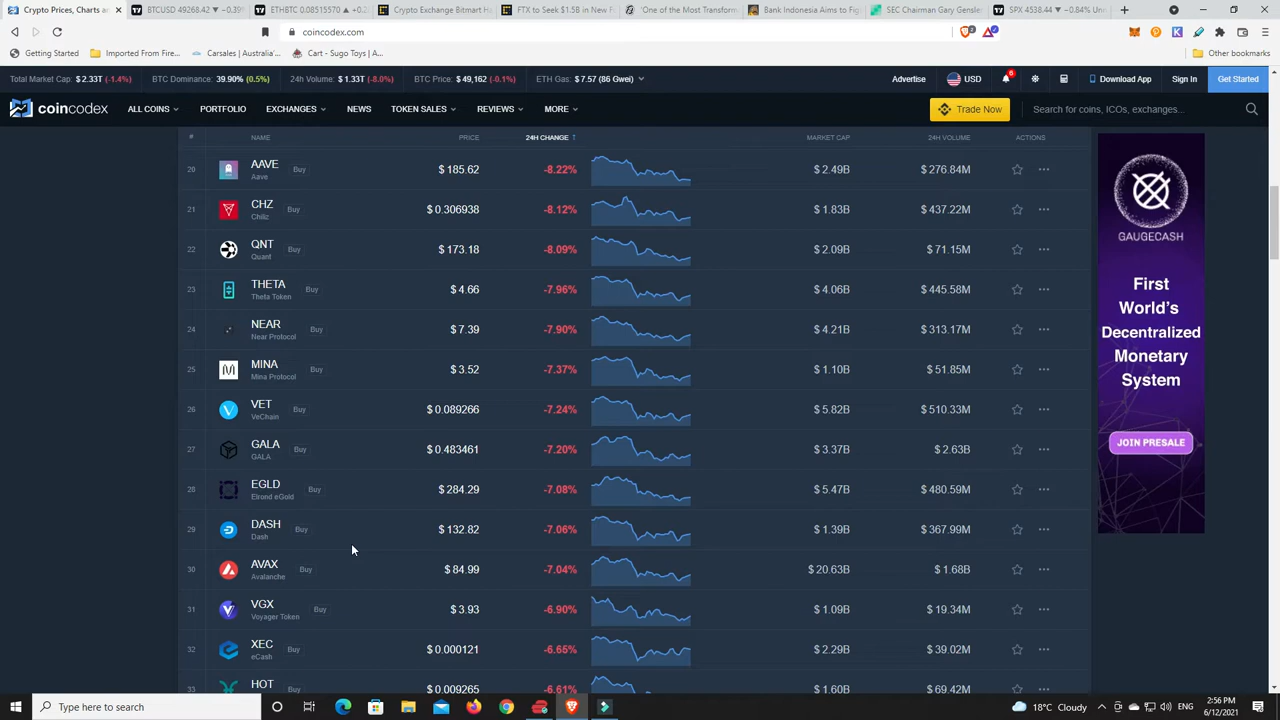 Crypto Prices, Charts a
BTCUSD 49268.42 −0.39
ETHBTC 0.08515570 ▲ +0.2
Crypto Exchange Bitmart Ha
FTX to Seek $1.5B in New F
'One of the Most Transform
Bank Indonesia Aims to Figh
SEC Chairman Gary Gensle
SPX 4538.44 ▼ −0.84% Un
coincodex.com
Getting Started
Imported From Fire...
Carsales | Australia'...
Cart - Sugo Toys | A...
Other bookmarks
Total Market Cap: $ 2.33T (-1.4%)
BTC Dominance: 39.90% (0.5%)
24h Volume: $ 1.33T (-8.0%)
BTC Price: $ 49,162 (-0.1%)
ETH Gas: $ 7.57 (86 Gwei)
Advertise
USD
6
Download App
Sign In
Get Started
coincodex
ALL COINS
PORTFOLIO
EXCHANGES
NEWS
TOKEN SALES
REVIEWS
MORE
Trade Now
Search for coins, ICOs, exchanges...
# NAME PRICE 24H CHANGE ↑ MARKET CAP 24H VOLUME ACTIONS
20 AAVE Buy $ 185.62 -8.22% $ 2.49B $ 276.84M
Aave
21 CHZ Buy $ 0.306938 -8.12% $ 1.83B $ 437.22M
Chiliz
22 QNT Buy $ 173.18 -8.09% $ 2.09B $ 71.15M
Quant
23 THETA Buy $ 4.66 -7.96% $ 4.06B $ 445.58M
Theta Token
24 NEAR Buy $ 7.39 -7.90% $ 4.21B $ 313.17M
Near Protocol
25 MINA Buy $ 3.52 -7.37% $ 1.10B $ 51.85M
Mina Protocol
26 VET Buy $ 0.089266 -7.24% $ 5.82B $ 510.33M
VeChain
27 GALA Buy $ 0.483461 -7.20% $ 3.37B $ 2.63B
GALA
28 EGLD Buy $ 284.29 -7.08% $ 5.47B $ 480.59M
Elrond eGold
29 DASH Buy $ 132.82 -7.06% $ 1.39B $ 367.99M
Dash
30 AVAX Buy $ 84.99 -7.04% $ 20.63B $ 1.68B
Avalanche
31 VGX Buy $ 3.93 -6.90% $ 1.09B $ 19.34M
Voyager Token
32 XEC Buy $ 0.000121 -6.65% $ 2.29B $ 39.02M
eCash
33 HOT Buy $ 0.009265 -6.61% $ 1.60B $ 69.42M
GAUGECASH
First
World's
Decentralized
Monetary
System
JOIN PRESALE
Type here to search
18°C Cloudy
ENG
2:56 PM
6/12/2021